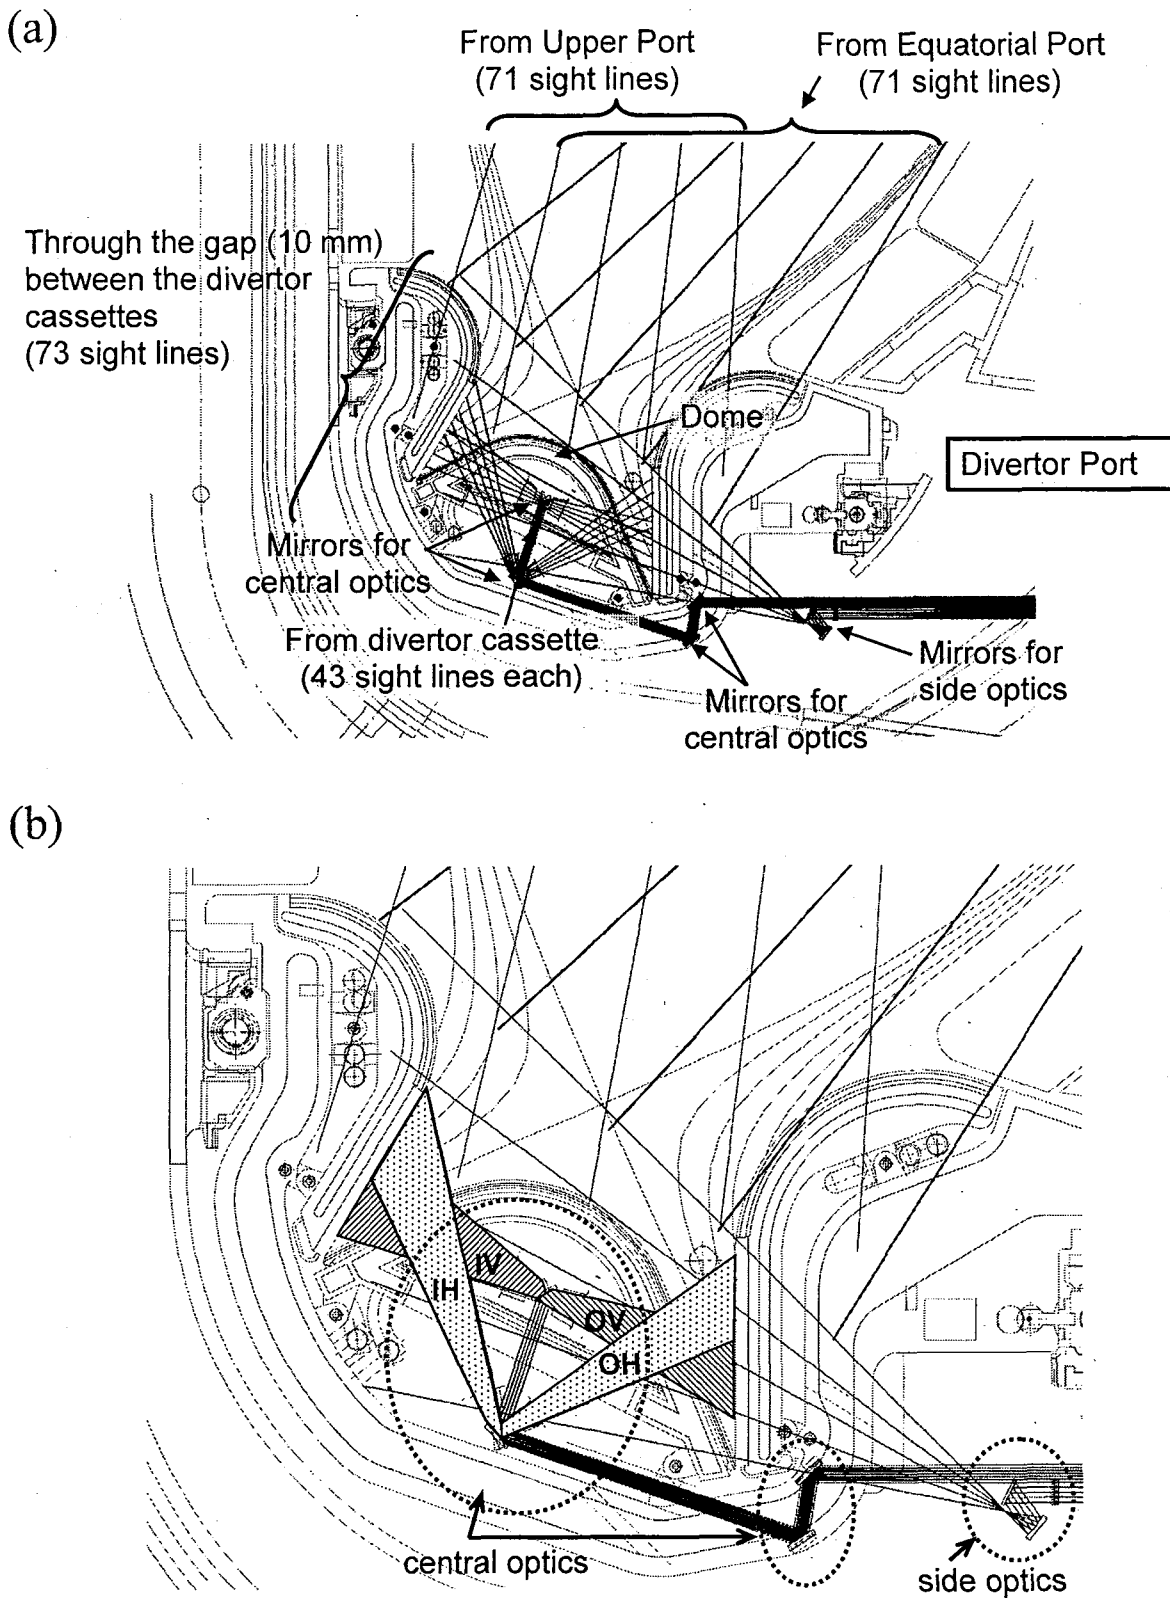 (a)
From Upper Port
(71 sight lines)
From Equatorial Port
(71 sight lines)
Through the gap (10 mm)
between the divertor
cassettes
(73 sight lines)
Dome
Divertor Port
Mirrors for
central optics
From divertor cassette
(43 sight lines each)
Mirrors for
side optics
Mirrors for
central optics
(b)
IV
IH
OV
OH
central optics
side optics